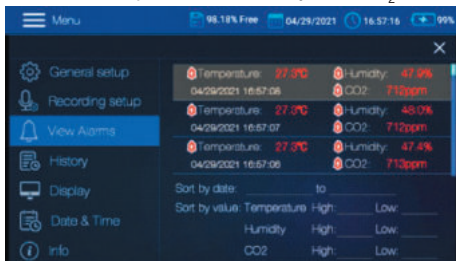 2
Menu 98.18% Free 04/29/2021 16:57:16 99%
×
General setup
Recording setup
View Alarms
History
Display
Date & Time
Info
Temperature: 27.3°C Humidity: 47.9%
04/29/2021 16:57:08 CO2: 712ppm
Temperature: 27.3°C Humidity: 48.0%
04/29/2021 16:57:07 CO2: 712ppm
Temperature: 27.3°C Humidity: 47.4%
04/29/2021 16:57:06 CO2: 713ppm
Sort by date: to
Sort by value: Temperature High: Low:
Humidity High: Low:
CO2 High: Low: